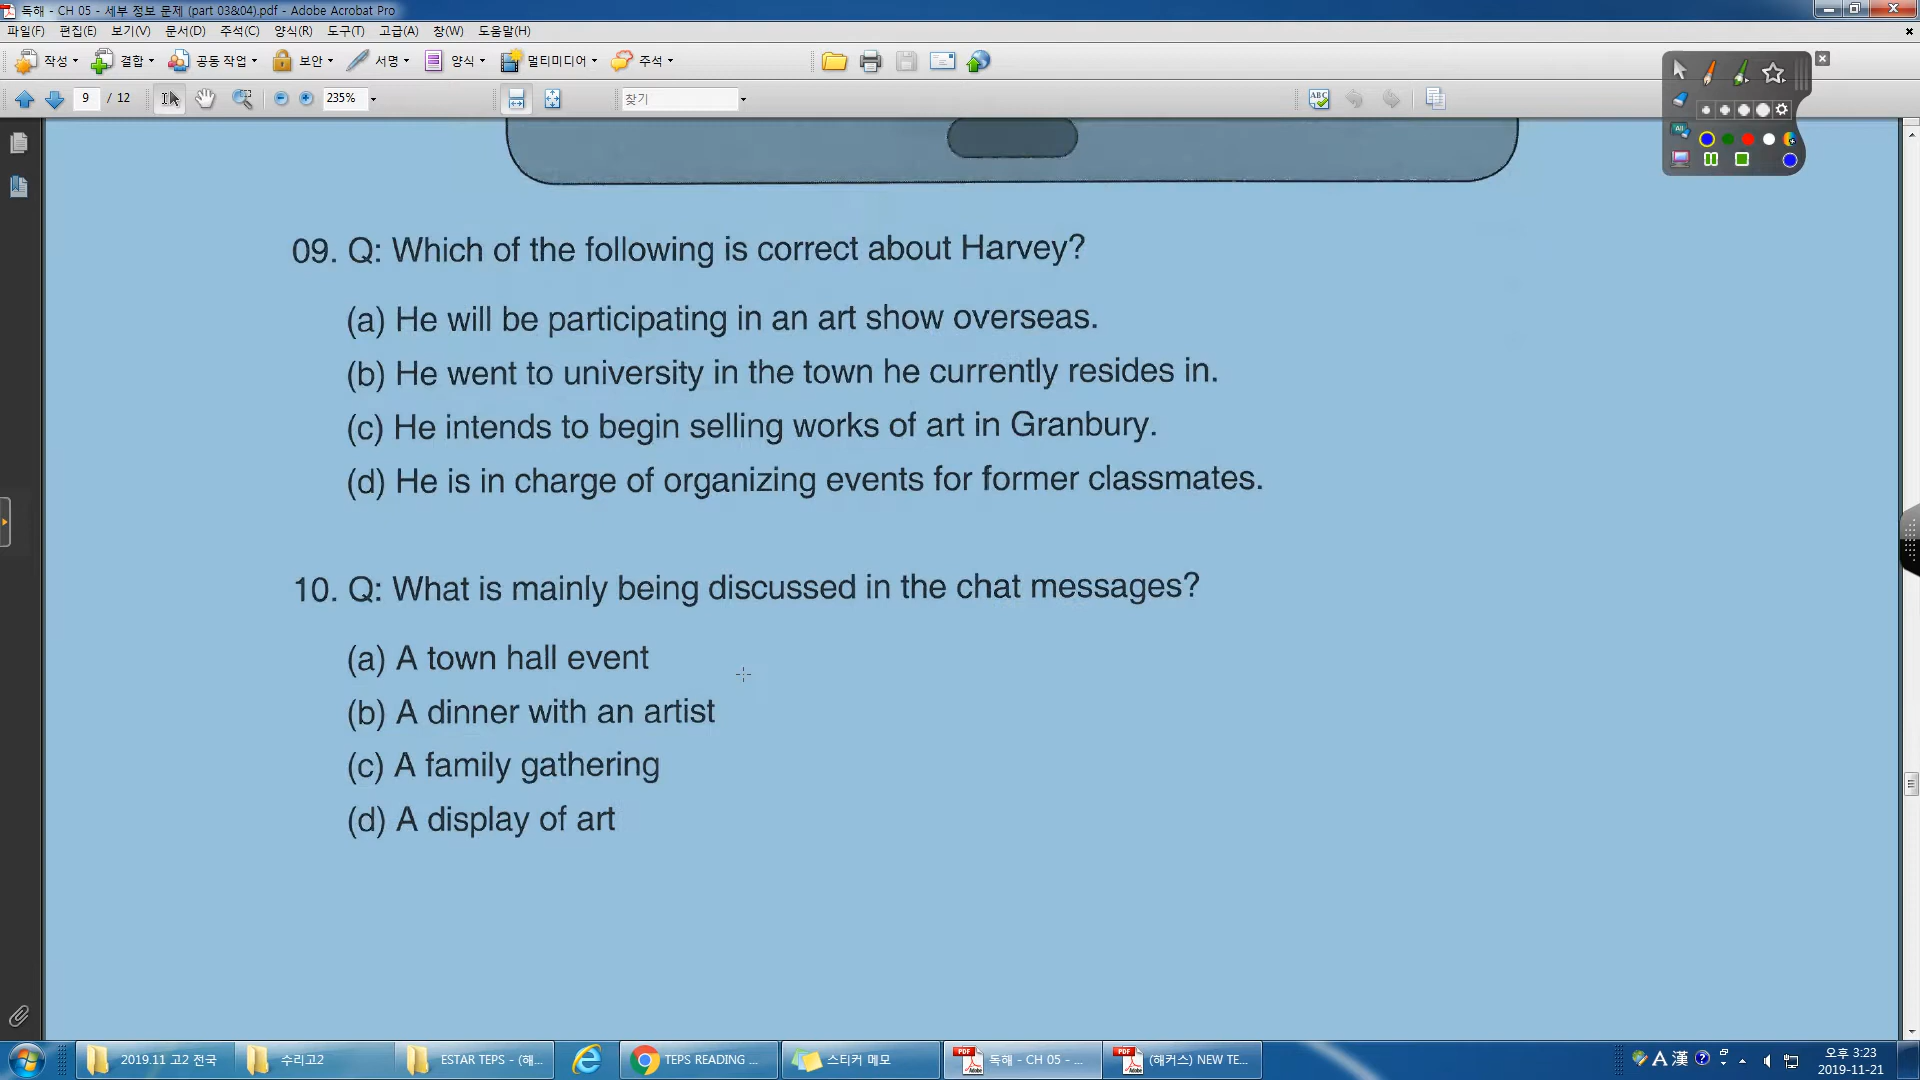 독해 - CH 05 - 세부 정보 문제 (part 03&04).pdf - Adobe Acrobat Pro
파일(F) 편집(E) 보기(V) 문서(D) 주석(C) 양식(R) 도구(T) 고급(A) 창(W) 도움말(H)
작성 결합 공동 작업 보안 서명 양식 멀티미디어 주석
9 / 12 235% 찾기
09. Q: Which of the following is correct about Harvey?
(a) He will be participating in an art show overseas.
(b) He went to university in the town he currently resides in.
(c) He intends to begin selling works of art in Granbury.
(d) He is in charge of organizing events for former classmates.
10. Q: What is mainly being discussed in the chat messages?
(a) A town hall event
(b) A dinner with an artist
(c) A family gathering
(d) A display of art
2019.11 고2 전국 수리고2 ESTAR TEPS - (해... TEPS READING ... 스티커 메모 독해 - CH 05 - ... (해커스) NEW TE... A 漢 오후 3:23
2019-11-21